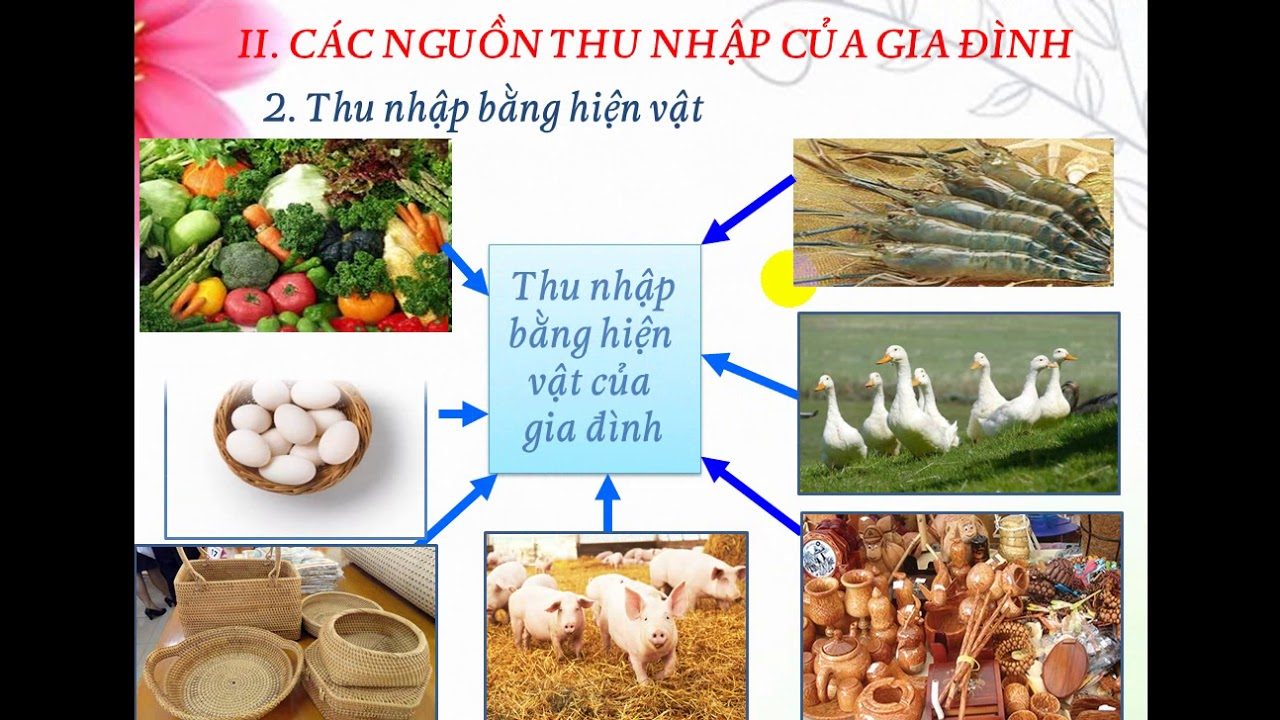 II. CÁC NGUỒN THU NHẬP CỦA GIA ĐÌNH
2. Thu nhập bằng hiện vật
Thu nhập
bằng hiện
vật của
gia đình